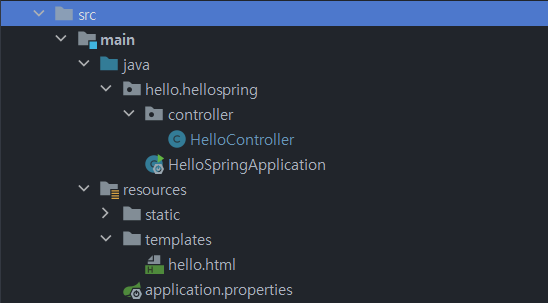 src
main
java
hello.hellospring
controller
HelloController
HelloSpringApplication
resources
static
templates
hello.html
application.properties